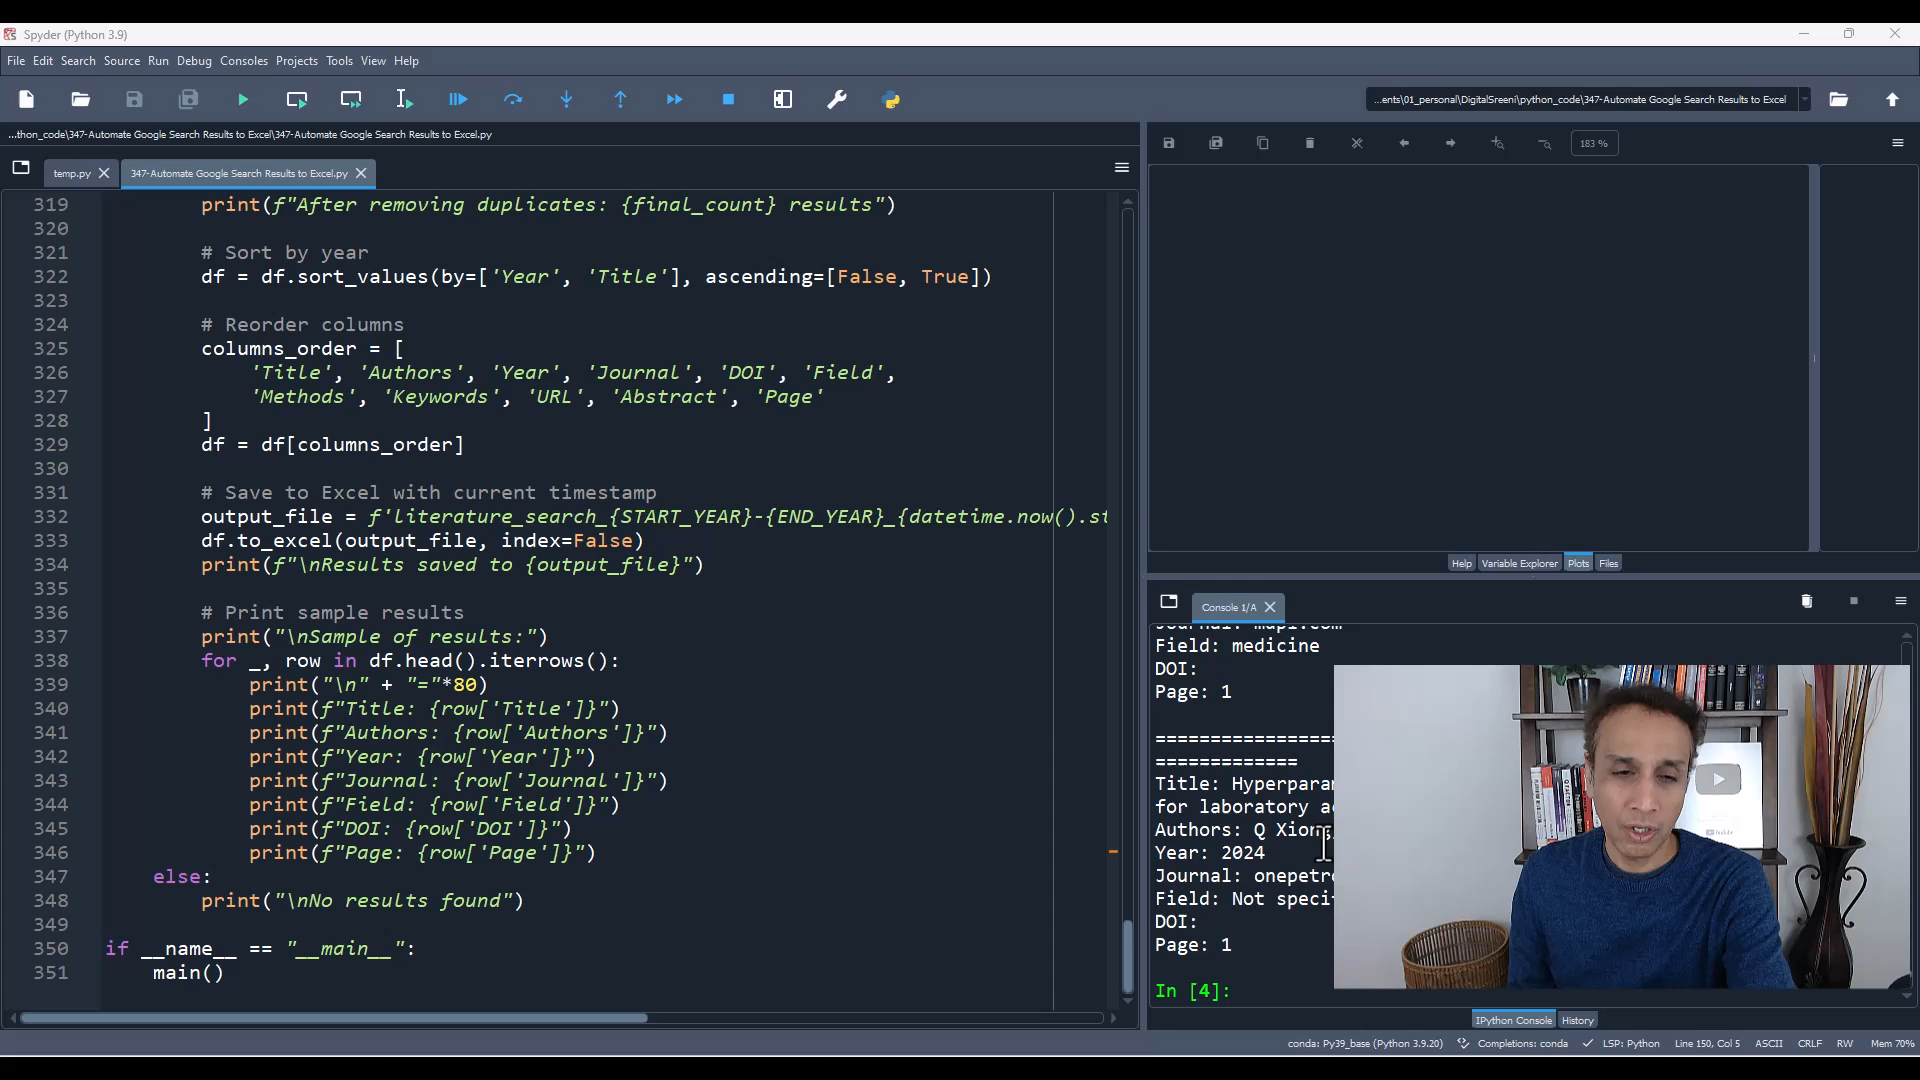 Spyder (Python 3.9)
File Edit Search Source Run Debug Consoles Projects Tools View Help
...ents\01_personal\DigitalSreeni\python_code\347-Automate Google Search Results to Excel
...thon_code\347-Automate Google Search Results to Excel\347-Automate Google Search Results to Excel.py
temp.py
347-Automate Google Search Results to Excel.py
319 print(f"After removing duplicates: {final_count} results")
320
321 # Sort by year
322 df = df.sort_values(by=['Year', 'Title'], ascending=[False, True])
323
324 # Reorder columns
325 columns_order = [
326 'Title', 'Authors', 'Year', 'Journal', 'DOI', 'Field',
327 'Methods', 'Keywords', 'URL', 'Abstract', 'Page'
328 ]
329 df = df[columns_order]
330
331 # Save to Excel with current timestamp
332 output_file = f'literature_search_{START_YEAR}-{END_YEAR}_{datetime.now().st
333 df.to_excel(output_file, index=False)
334 print(f"\nResults saved to {output_file}")
335
336 # Print sample results
337 print("\nSample of results:")
338 for _, row in df.head().iterrows():
339 print("\n" + "="*80)
340 print(f"Title: {row['Title']}")
341 print(f"Authors: {row['Authors']}")
342 print(f"Year: {row['Year']}")
343 print(f"Journal: {row['Journal']}")
344 print(f"Field: {row['Field']}")
345 print(f"DOI: {row['DOI']}")
346 print(f"Page: {row['Page']}")
347 else:
348 print("\nNo results found")
349
350 if __name__ == "__main__":
351 main()
183 %
Help Variable Explorer Plots Files
Console 1/A
Journal: mdpi.com
Field: medicine
DOI:
Page: 1
=================
=============
Title: Hyperparam
for laboratory a
Authors: Q Xiong
Year: 2024
Journal: onepetro
Field: Not specif
DOI:
Page: 1
In [4]:
IPython Console History
conda: Py39_base (Python 3.9.20) Completions: conda LSP: Python Line 150, Col 5 ASCII CRLF RW Mem 70%